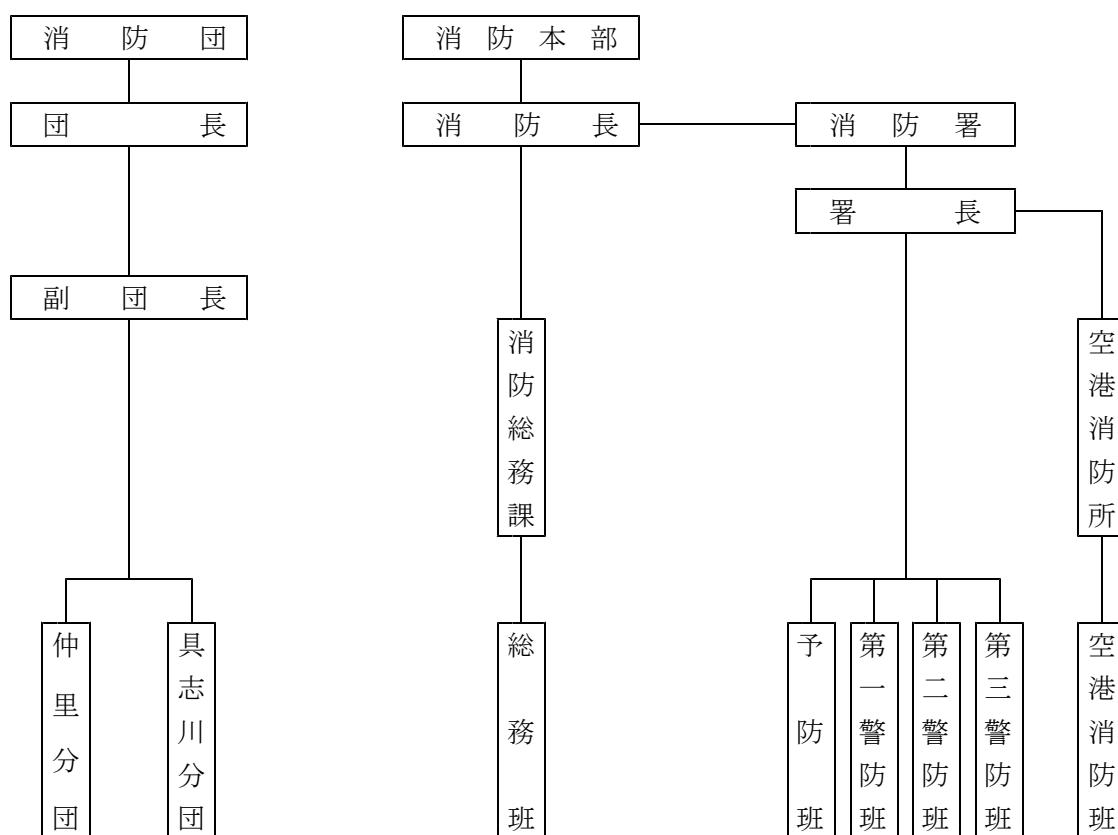 消防団
消防本部
団長
消防長
消防署
署長
副団長
消防総務課
空港消防所
仲里分団
具志川分団
総務班
予防班
第一警防班
第二警防班
第三警防班
空港消防班